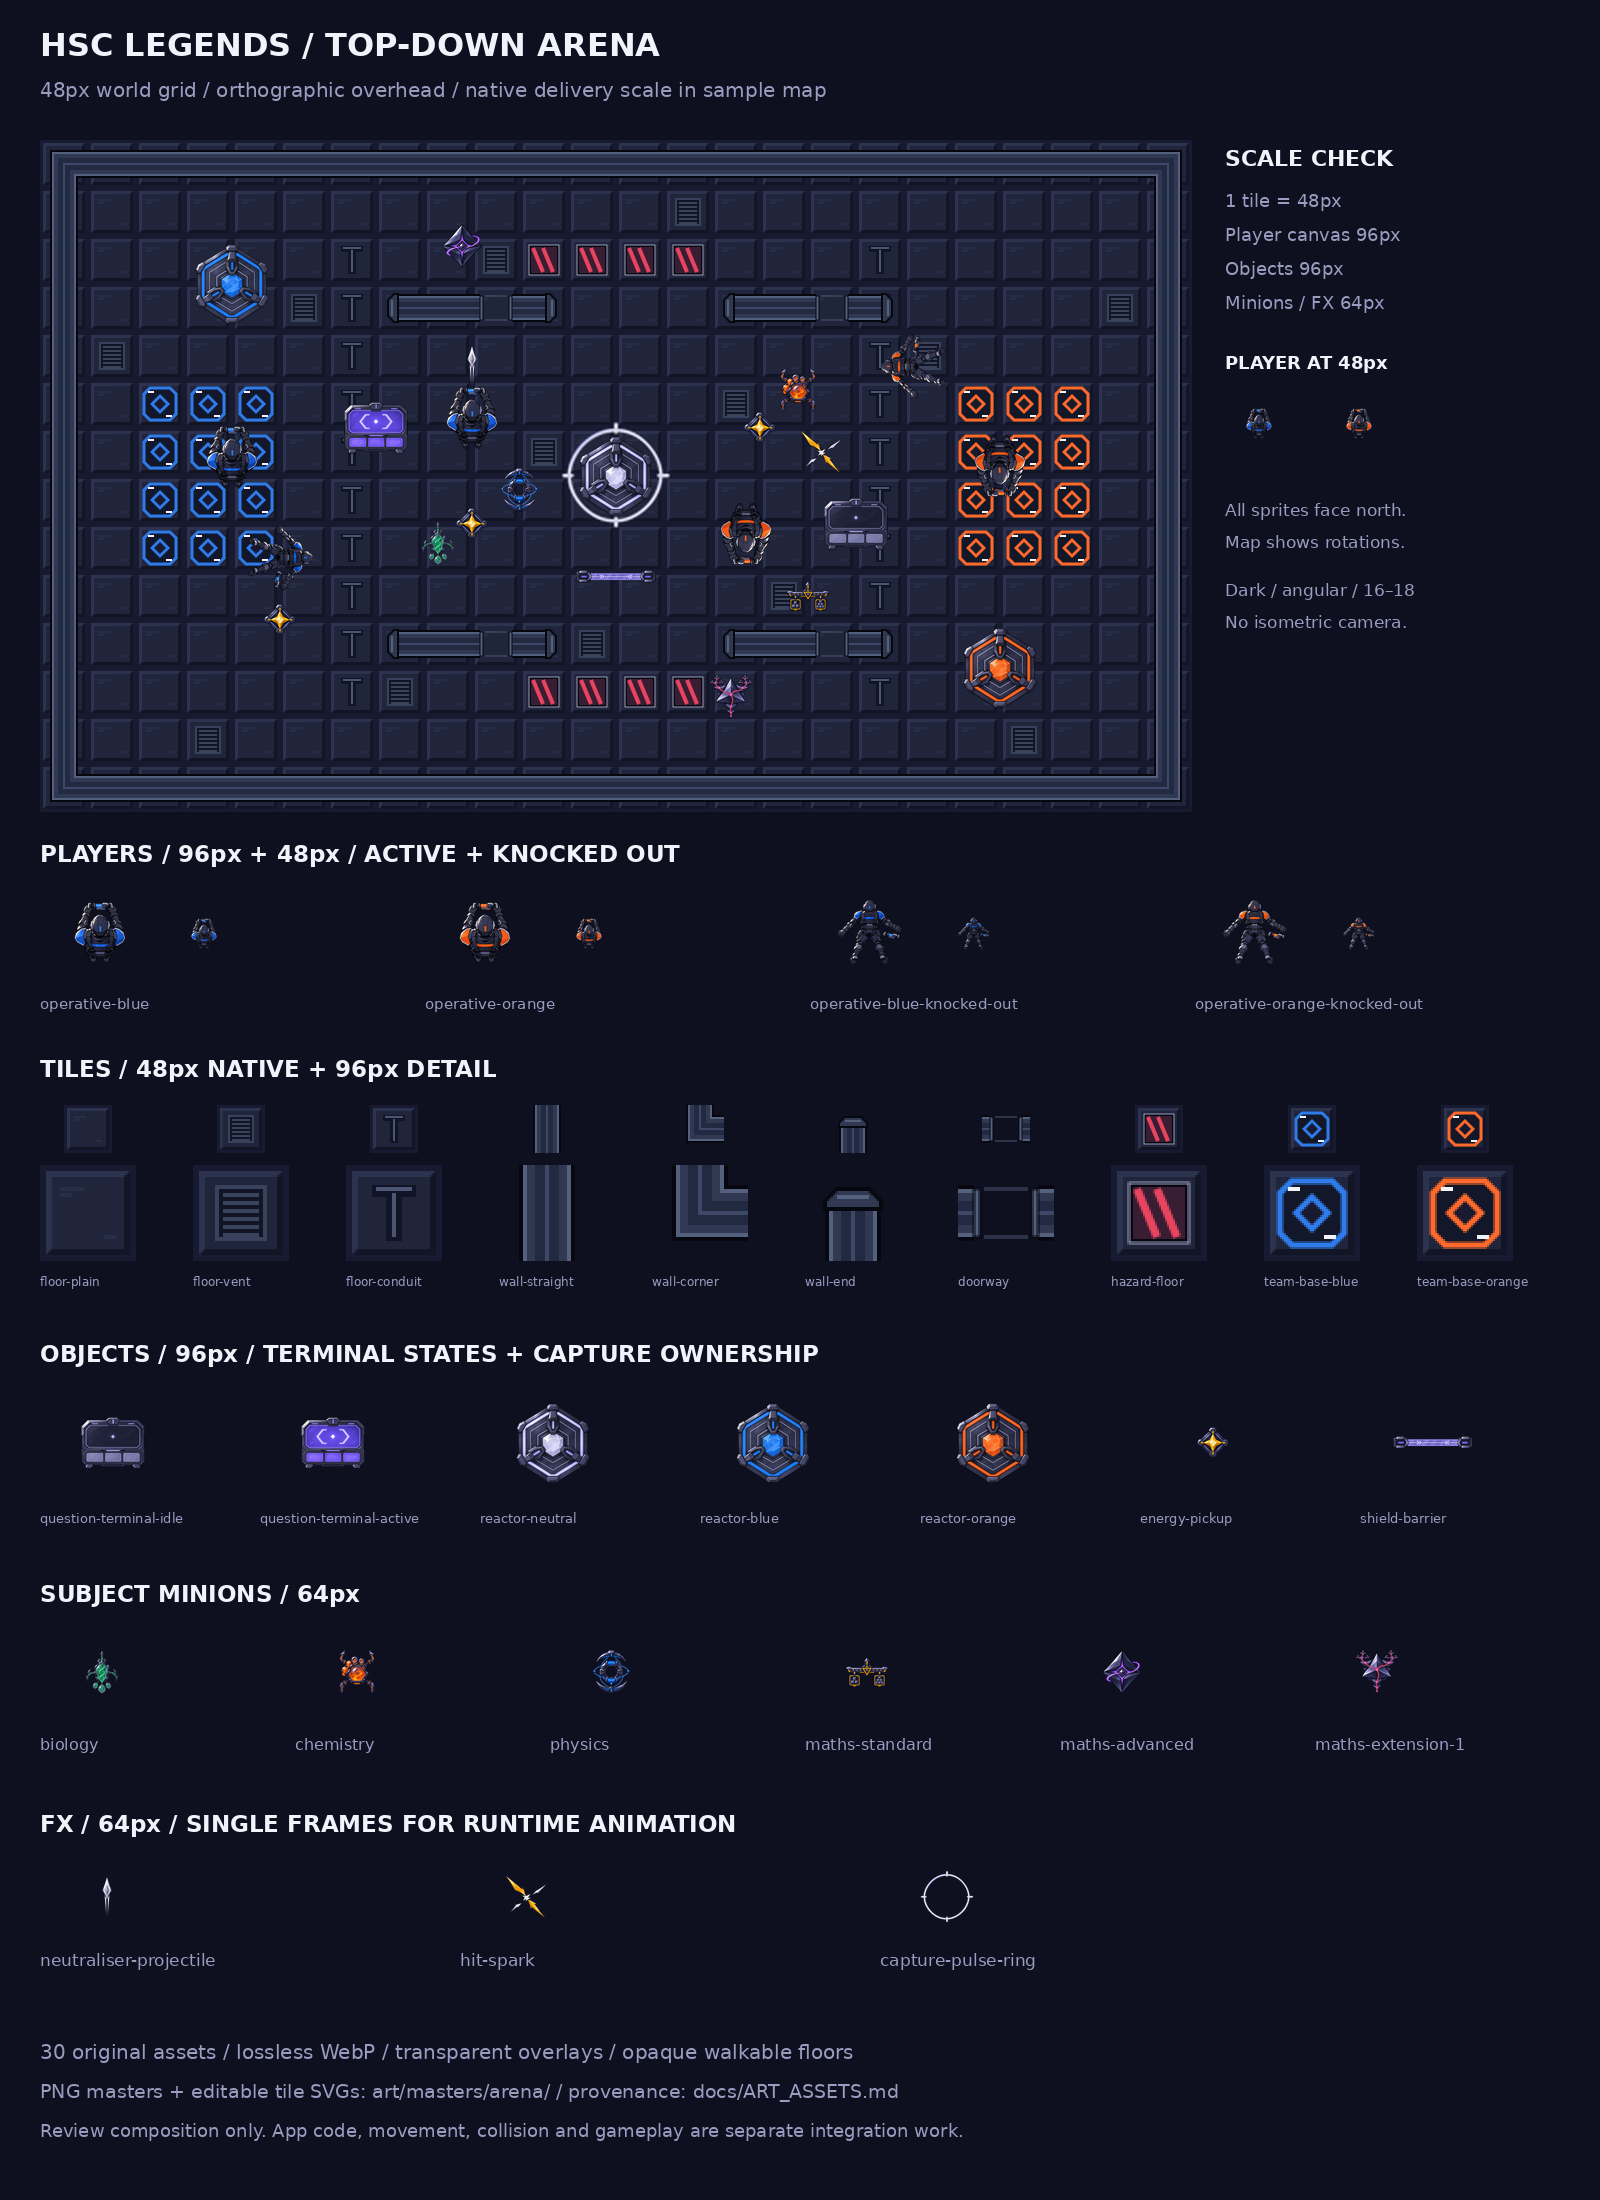 HSC LEGENDS / TOP-DOWN ARENA
48px world grid / orthographic overhead / native delivery scale in sample map
SCALE CHECK
1 tile = 48px
Player canvas 96px
Objects 96px
Minions / FX 64px
PLAYER AT 48px
All sprites face north.
Map shows rotations.
Dark / angular / 16–18
No isometric camera.
PLAYERS / 96px + 48px / ACTIVE + KNOCKED OUT
operative-blue
operative-orange
operative-blue-knocked-out
operative-orange-knocked-out
TILES / 48px NATIVE + 96px DETAIL
floor-plain
floor-vent
floor-conduit
wall-straight
wall-corner
wall-end
doorway
hazard-floor
team-base-blue
team-base-orange
OBJECTS / 96px / TERMINAL STATES + CAPTURE OWNERSHIP
question-terminal-idle
question-terminal-active
reactor-neutral
reactor-blue
reactor-orange
energy-pickup
shield-barrier
SUBJECT MINIONS / 64px
biology
chemistry
physics
maths-standard
maths-advanced
maths-extension-1
FX / 64px / SINGLE FRAMES FOR RUNTIME ANIMATION
neutraliser-projectile
hit-spark
capture-pulse-ring
30 original assets / lossless WebP / transparent overlays / opaque walkable floors
PNG masters + editable tile SVGs: art/masters/arena/ / provenance: docs/ART_ASSETS.md
Review composition only. App code, movement, collision and gameplay are separate integration work.